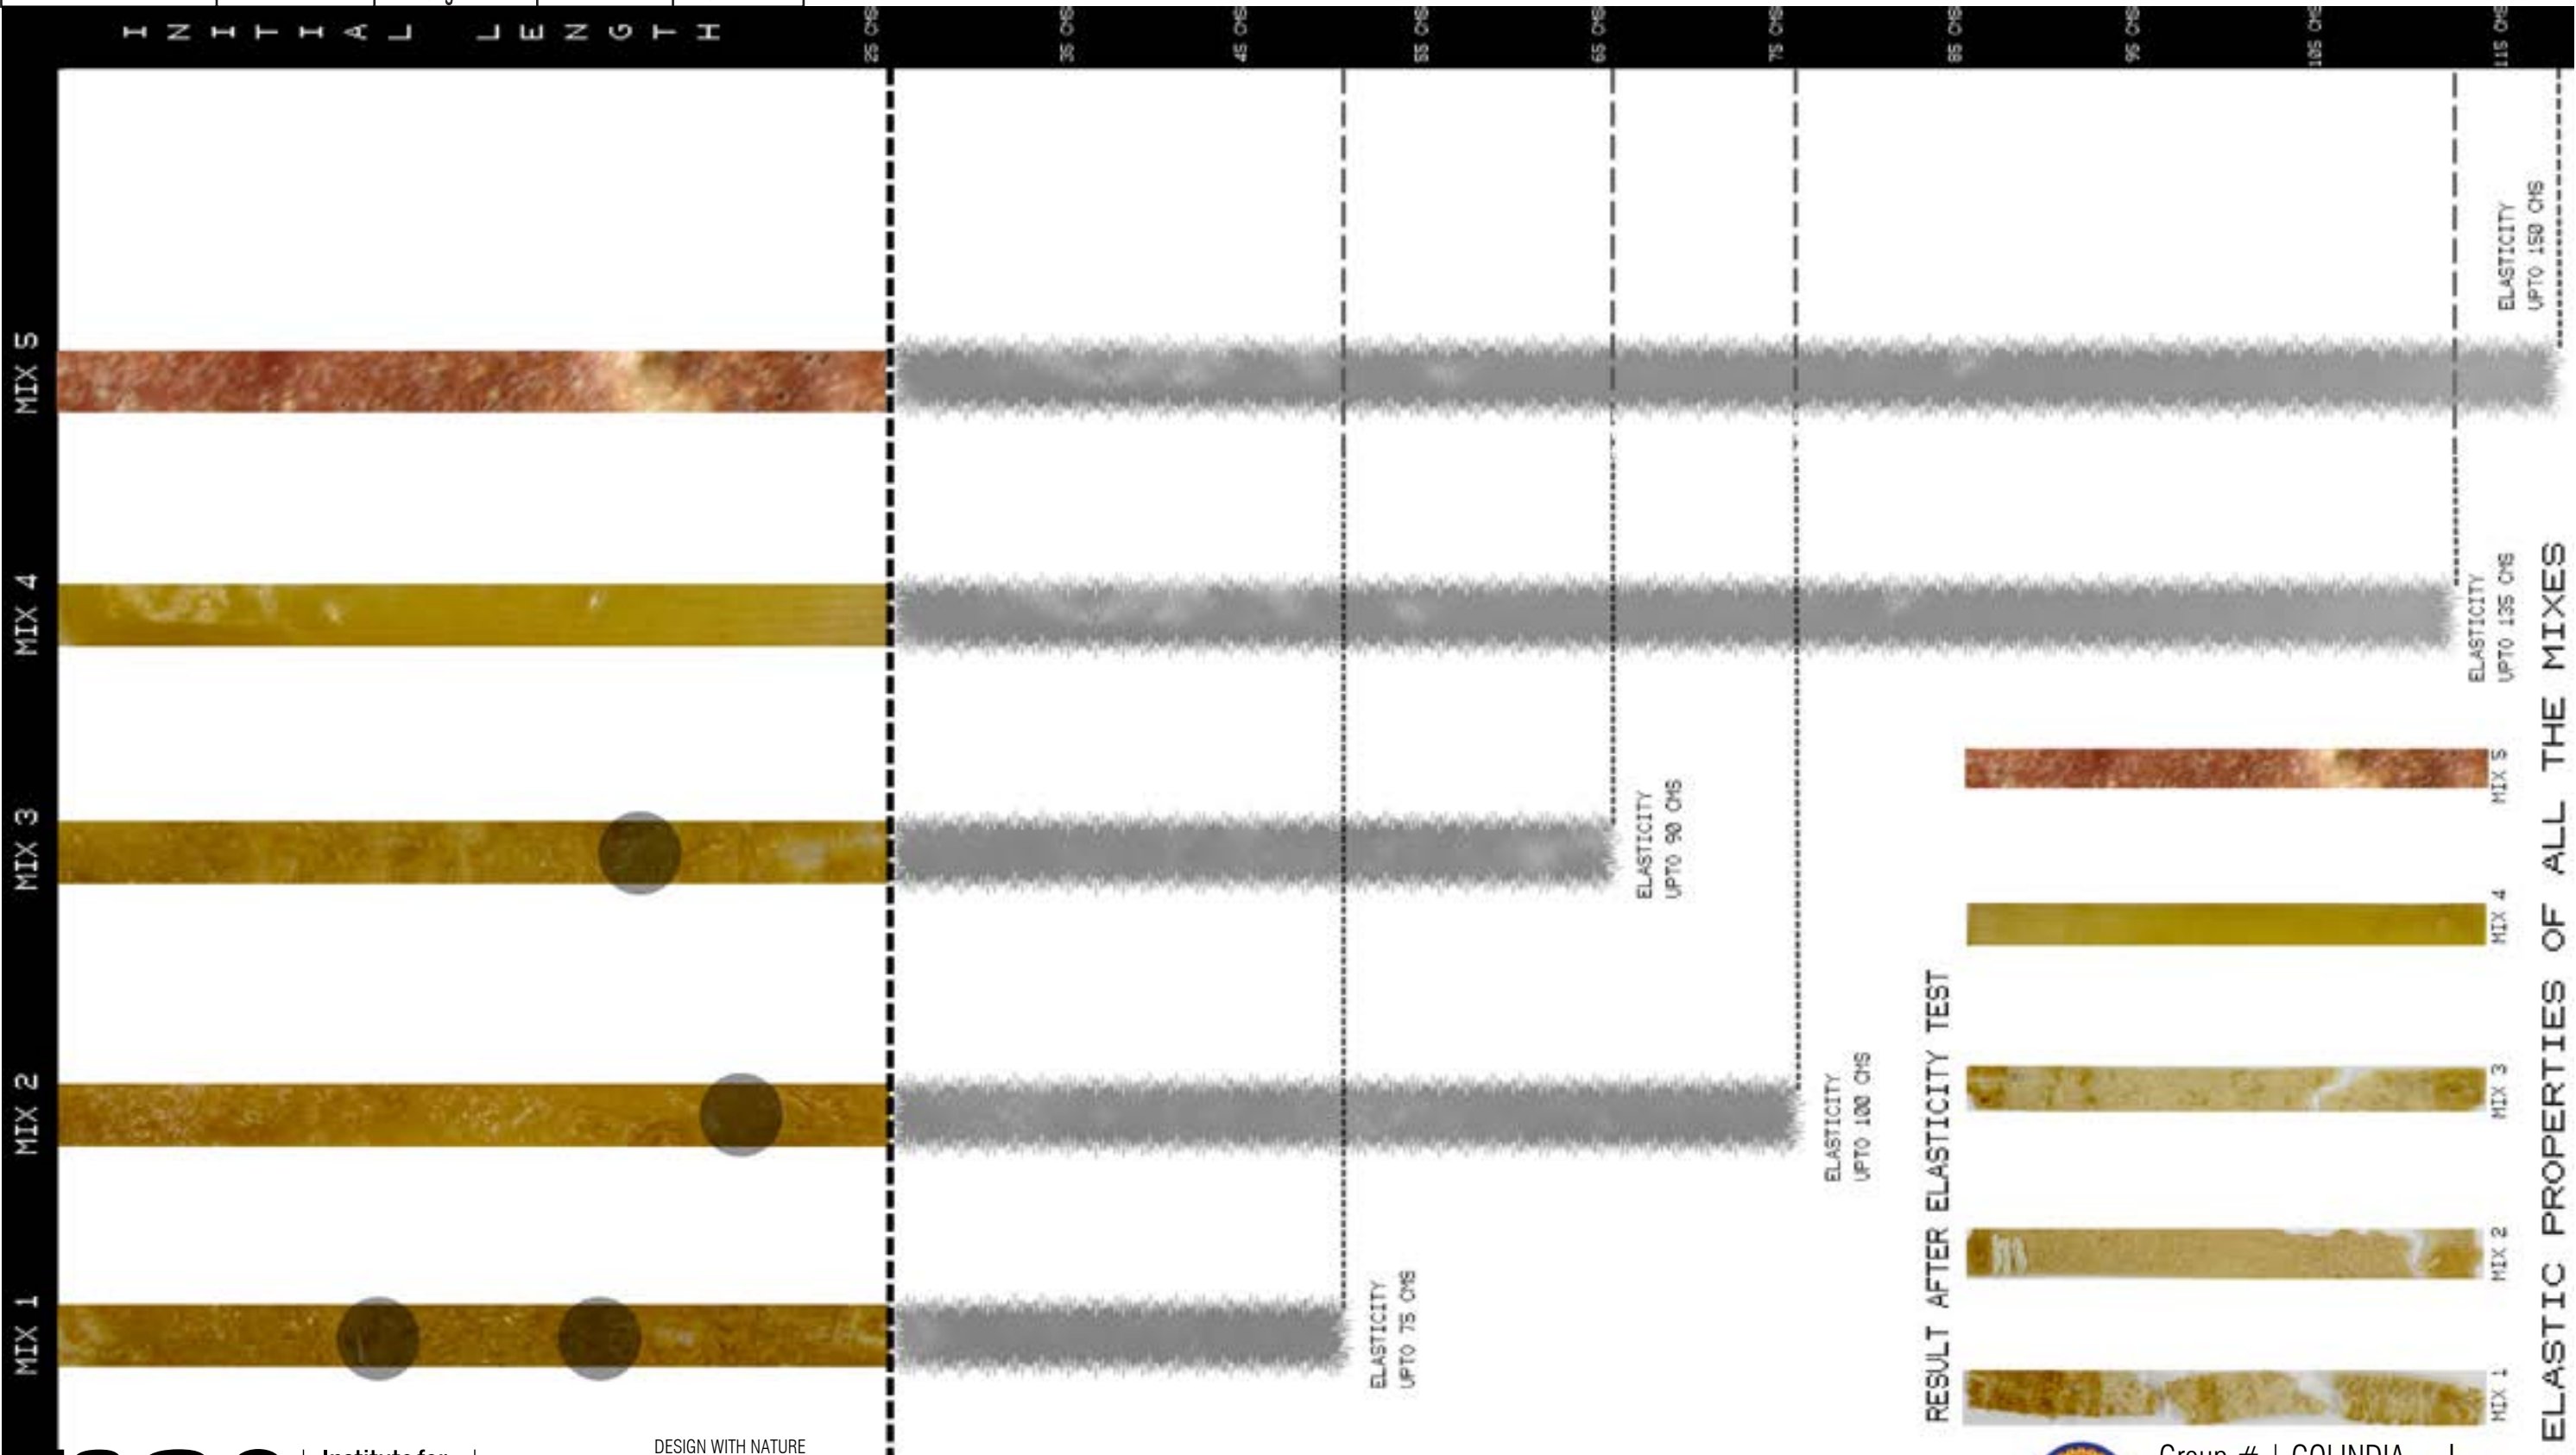 INITIAL LENGTH
25 CMS
35 CMS
45 CMS
55 CMS
65 CMS
75 CMS
85 CMS
95 CMS
105 CMS
115 CMS
MIX 5
ELASTICITY
UPTO 150 CMS
MIX 4
ELASTICITY
UPTO 135 CMS
MIX 3
ELASTICITY
UPTO 90 CMS
MIX 2
ELASTICITY
UPTO 100 CMS
MIX 1
ELASTICITY
UPTO 75 CMS
RESULT AFTER ELASTICITY TEST
MIX 5
MIX 4
MIX 3
MIX 2
MIX 1
ELASTIC PROPERTIES OF ALL THE MIXES
Institute for
DESIGN WITH NATURE
Group #